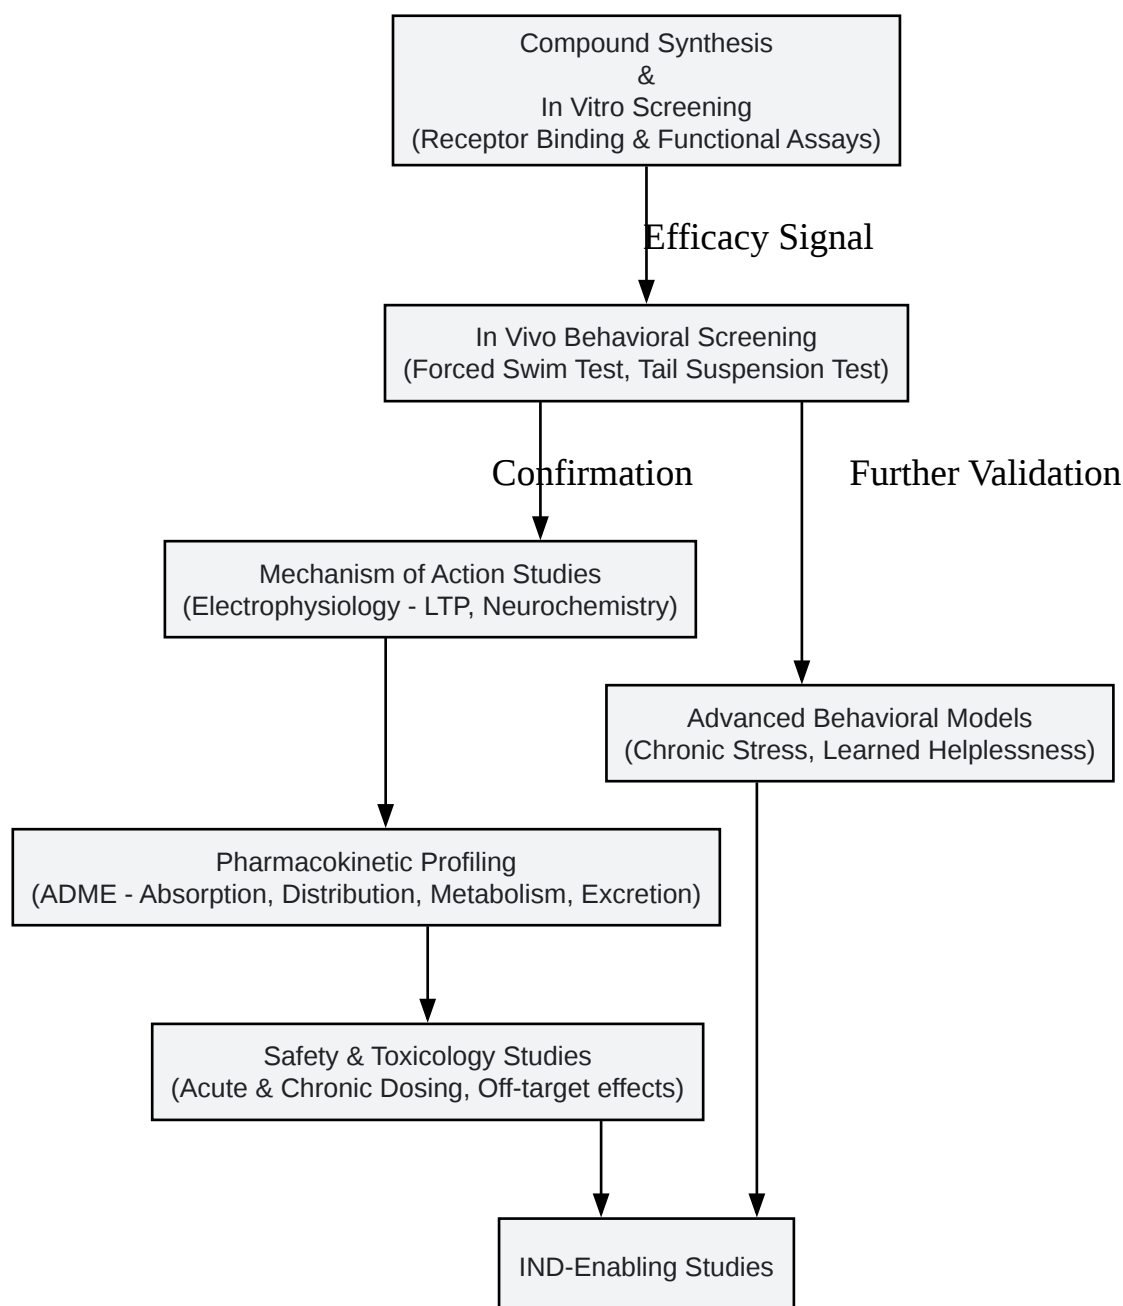 Compound Synthesis
&
In Vitro Screening
(Receptor Binding & Functional Assays)
Efficacy Signal
In Vivo Behavioral Screening
(Forced Swim Test, Tail Suspension Test)
Confirmation
Further Validation
Mechanism of Action Studies
(Electrophysiology - LTP, Neurochemistry)
Advanced Behavioral Models
(Chronic Stress, Learned Helplessness)
Pharmacokinetic Profiling
(ADME - Absorption, Distribution, Metabolism, Excretion)
Safety & Toxicology Studies
(Acute & Chronic Dosing, Off-target effects)
IND-Enabling Studies